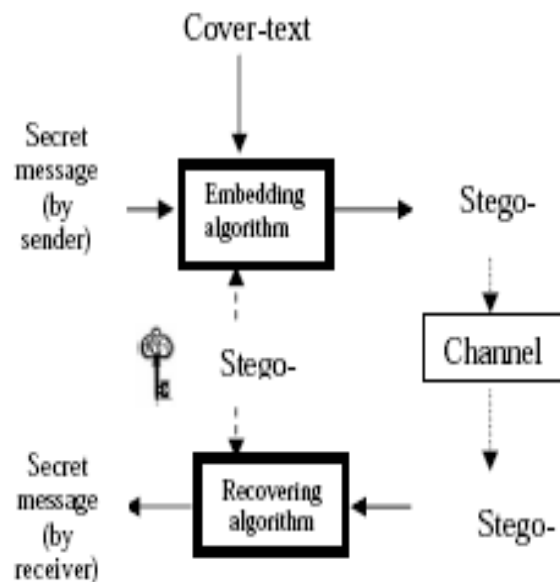 Cover-text
Secret
message
(by
sender)
Embedding
algorithm
Stego-
Channel
Stego-
Secret
message
(by
receiver)
Recovering
algorithm
Stego-